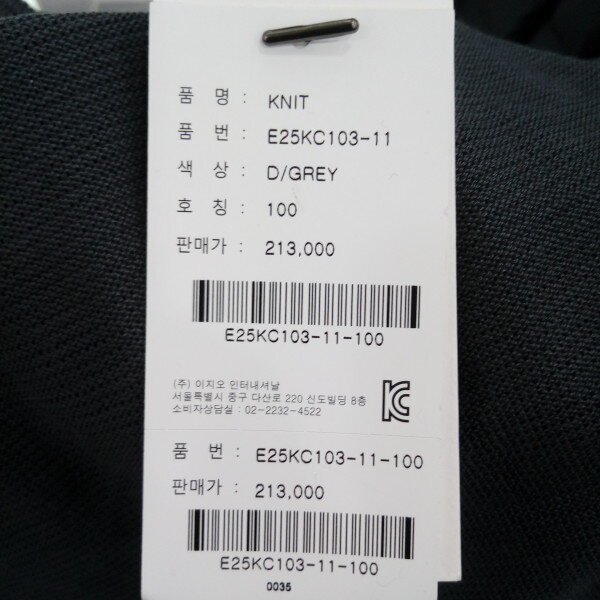 품 명 : KNIT
품 번 : E25KC103-11
색 상 : D/GREY
호 칭 : 100
판매가 : 213,000
E25KC103-11-100
(주) 이지오 인터내셔날
서울특별시 중구 다산로 220 신도빌딩 8층
소비자상담실 : 02-2232-4522
KC
품 번 : E25KC103-11-100
판매가 : 213,000
E25KC103-11-100
0035